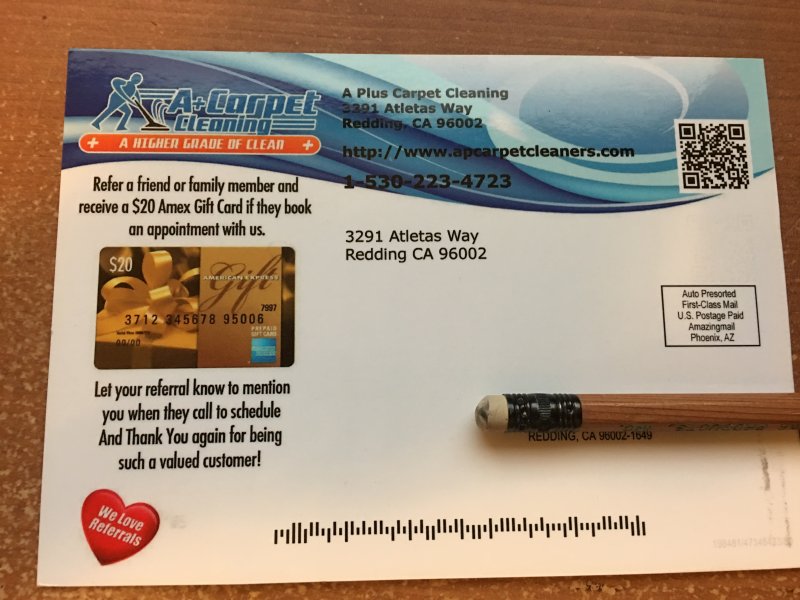 A+Carpet
Cleaning
A HIGHER GRADE OF CLEAN
A Plus Carpet Cleaning
3291 Atletas Way
Redding, CA 96002
http://www.apcarpetcleaners.com
1-530-223-4723
Refer a friend or family member and
receive a $20 Amex Gift Card if they book
an appointment with us.
$20
AMERICAN EXPRESS
Gift
7997
3712 345678 95006
PREPAID
GIFT CARD
Let your referral know to mention
you when they call to schedule
And Thank You again for being
such a valued customer!
We Love
Referrals
3291 Atletas Way
Redding CA 96002
Auto Presorted
First-Class Mail
U.S. Postage Paid
Amazingmail
Phoenix, AZ
REDDING, CA 96002-1649